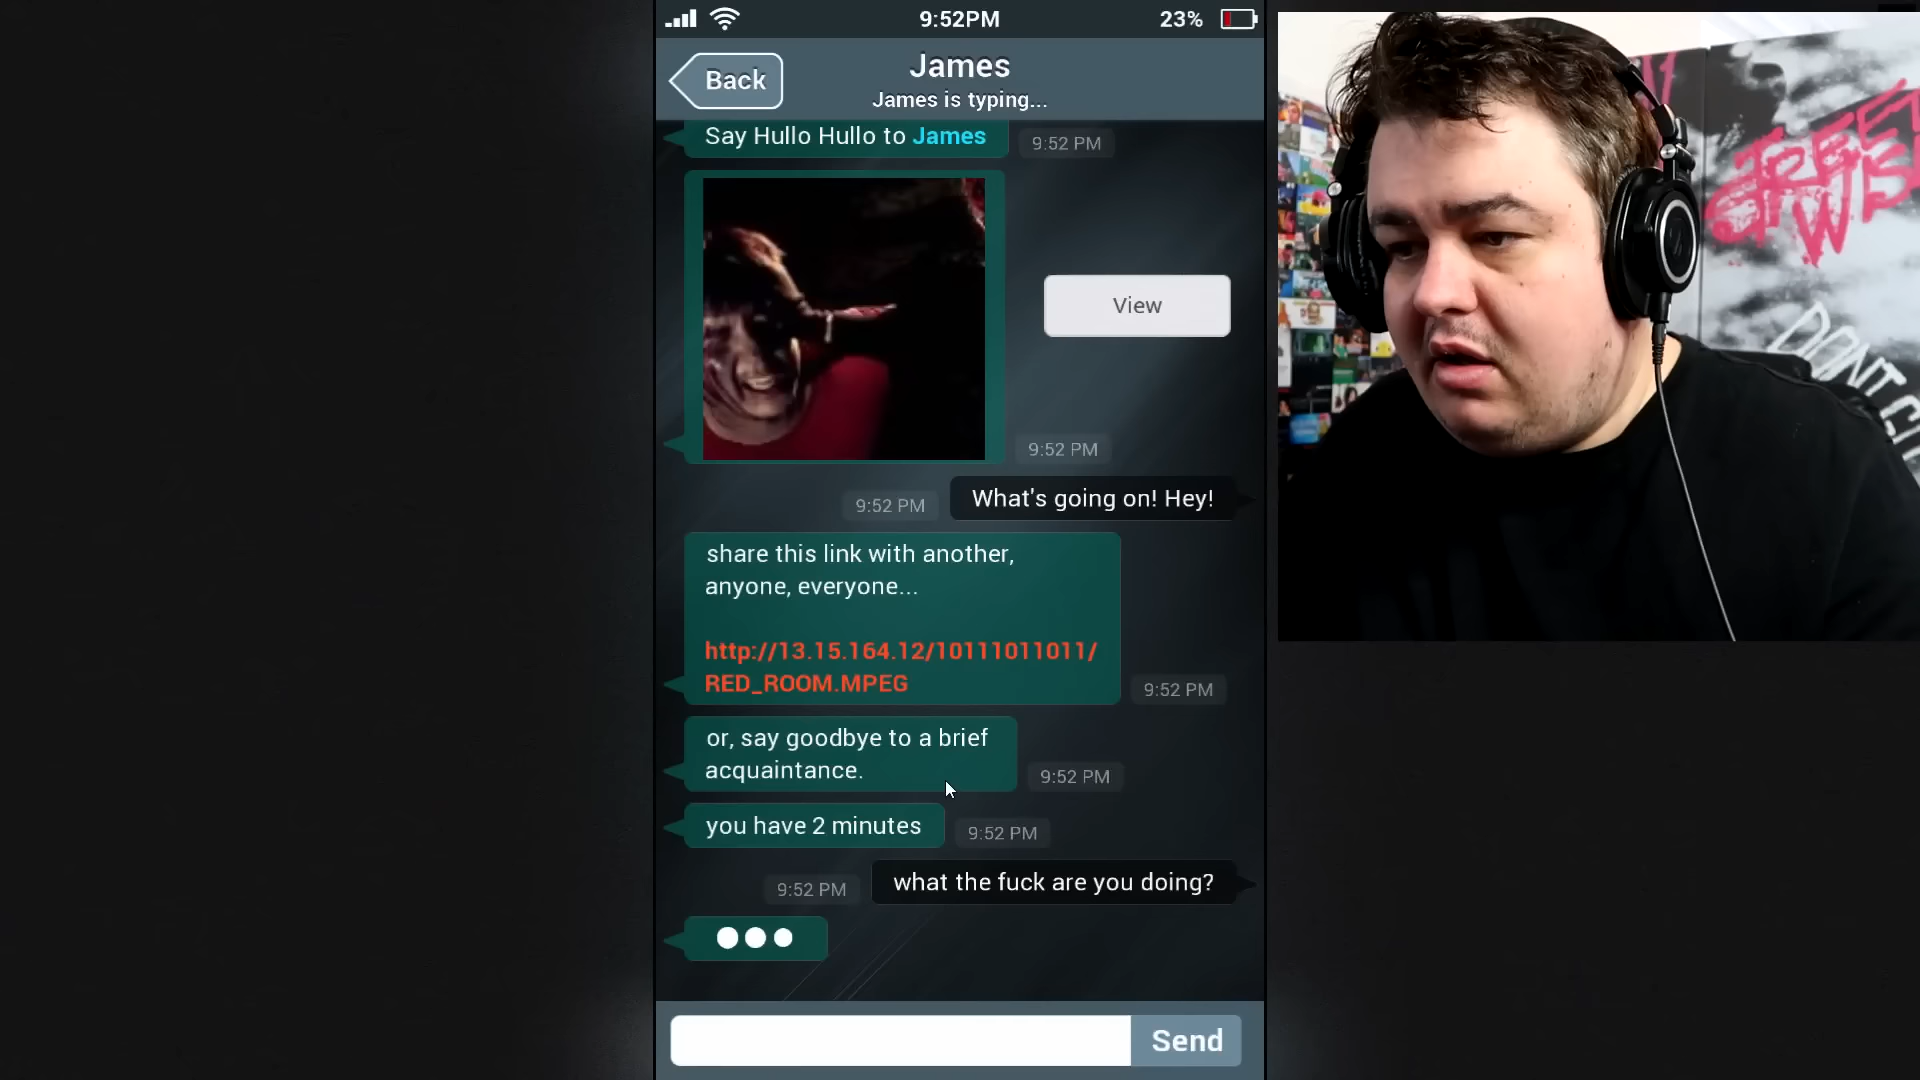 9:52PM
23%
Back
James
James is typing...
Say Hullo Hullo to James
9:52 PM
View
9:52 PM
What's going on! Hey!
9:52 PM
share this link with another,
anyone, everyone...
http://13.15.164.12/10111011011/
RED_ROOM.MPEG
9:52 PM
or, say goodbye to a brief
acquaintance.
9:52 PM
you have 2 minutes
9:52 PM
what the fuck are you doing?
9:52 PM
Send
DON'T